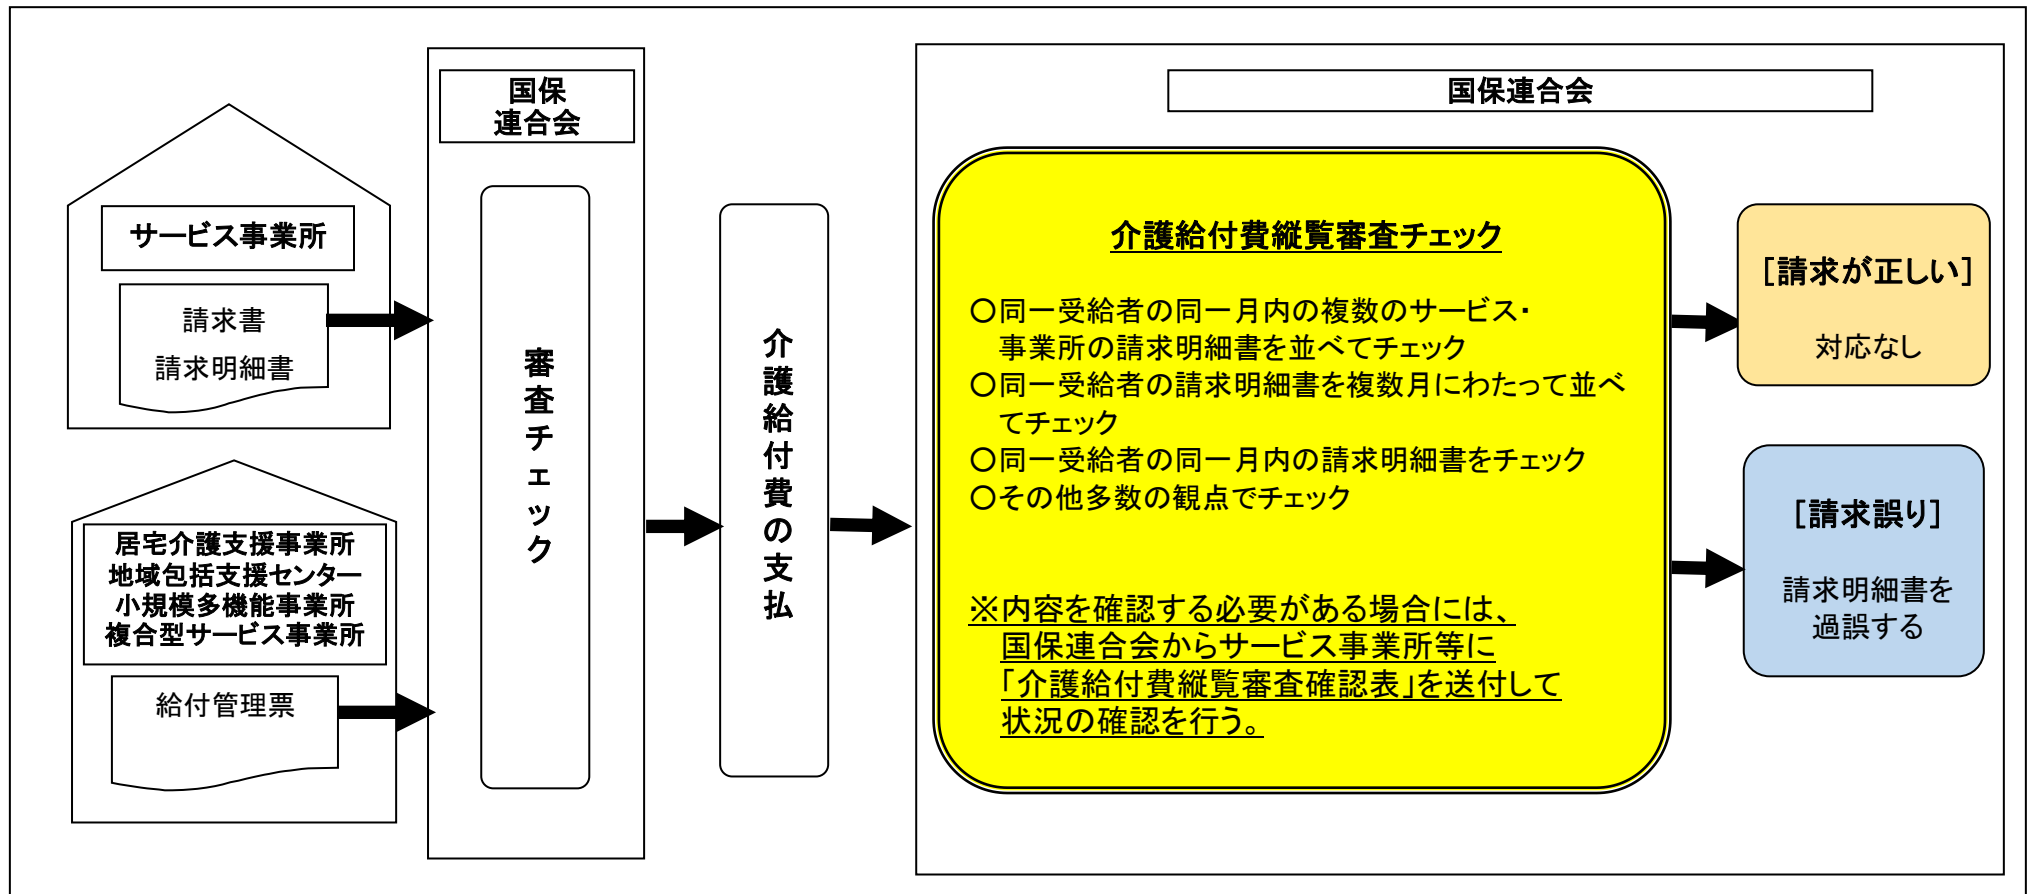 サービス事業所
請求書
請求明細書
居宅介護支援事業所
地域包括支援センター
小規模多機能事業所
複合型サービス事業所
給付管理票
国保
連合会
審査チェック
介護給付費の支払
国保連合会
介護給付費縦覧審査チェック
○同一受給者の同一月内の複数のサービス・
事業所の請求明細書を並べてチェック
○同一受給者の請求明細書を複数月にわたって並べ
てチェック
○同一受給者の同一月内の請求明細書をチェック
○その他多数の観点でチェック
※内容を確認する必要がある場合には、
国保連合会からサービス事業所等に
「介護給付費縦覧審査確認表」を送付して
状況の確認を行う。
[請求が正しい]
対応なし
[請求誤り]
請求明細書を
過誤する